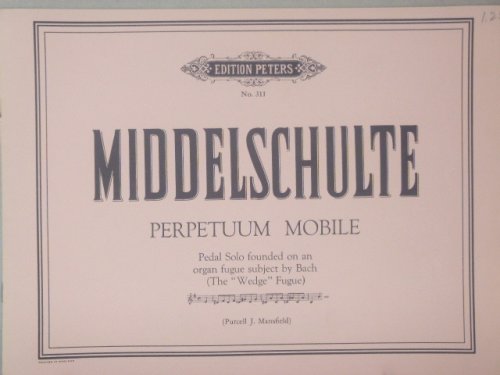 12
EDITION PETERS
No. 311
MIDDELSCHULTE
PERPETUUM MOBILE
Pedal Solo founded on an
organ fugue subject by Bach
(The "Wedge" Fugue)
(Purcell J. Mansfield)